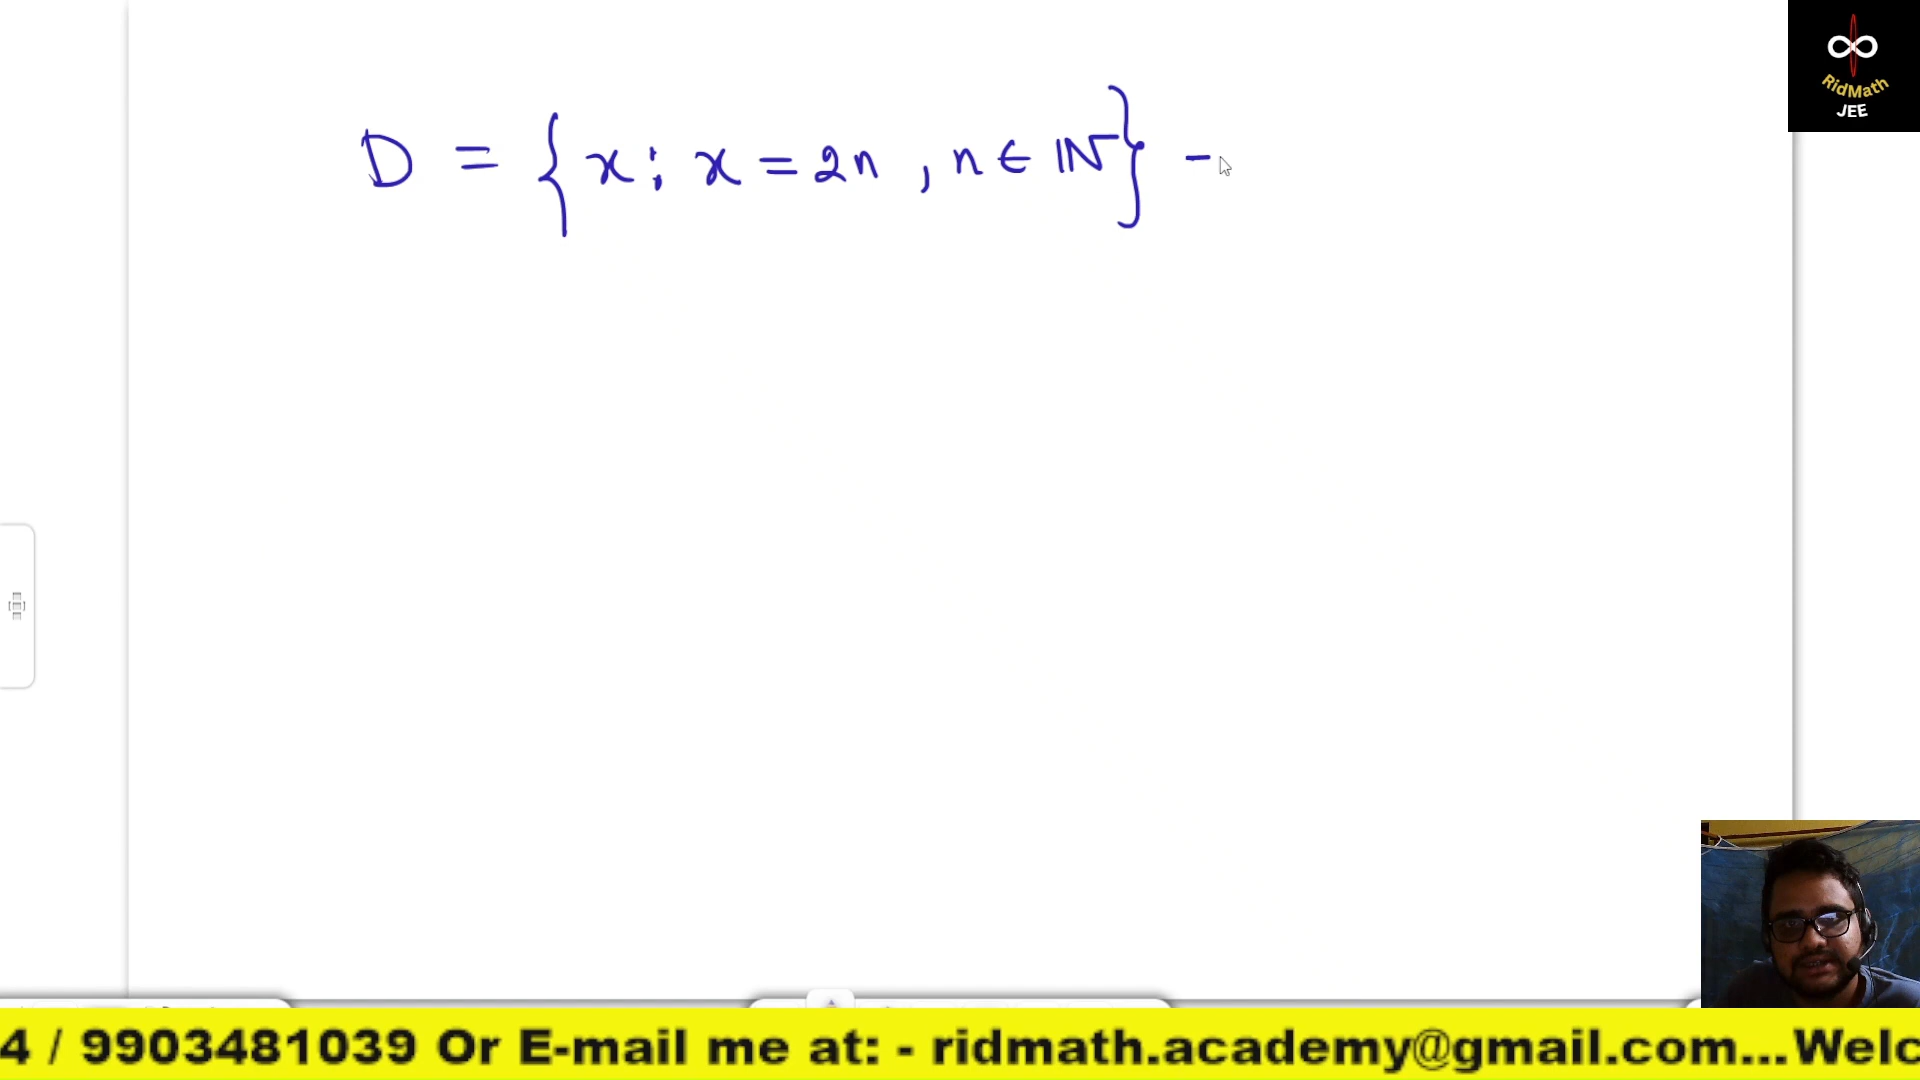 ∞
RidMath
JEE
D = { x : x = 2n , n ∈ ℕ } -
4 / 9903481039 Or E-mail me at: - ridmath.academy@gmail.com...Welc